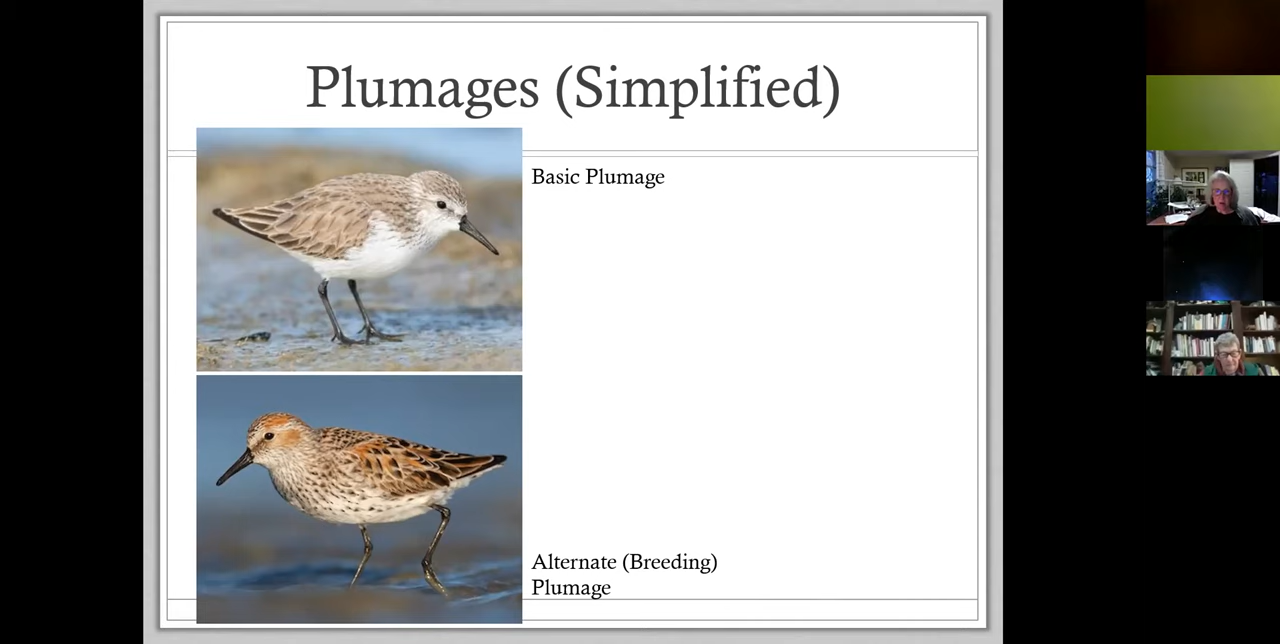 Plumages (Simplified)
Basic Plumage
Alternate (Breeding)
Plumage